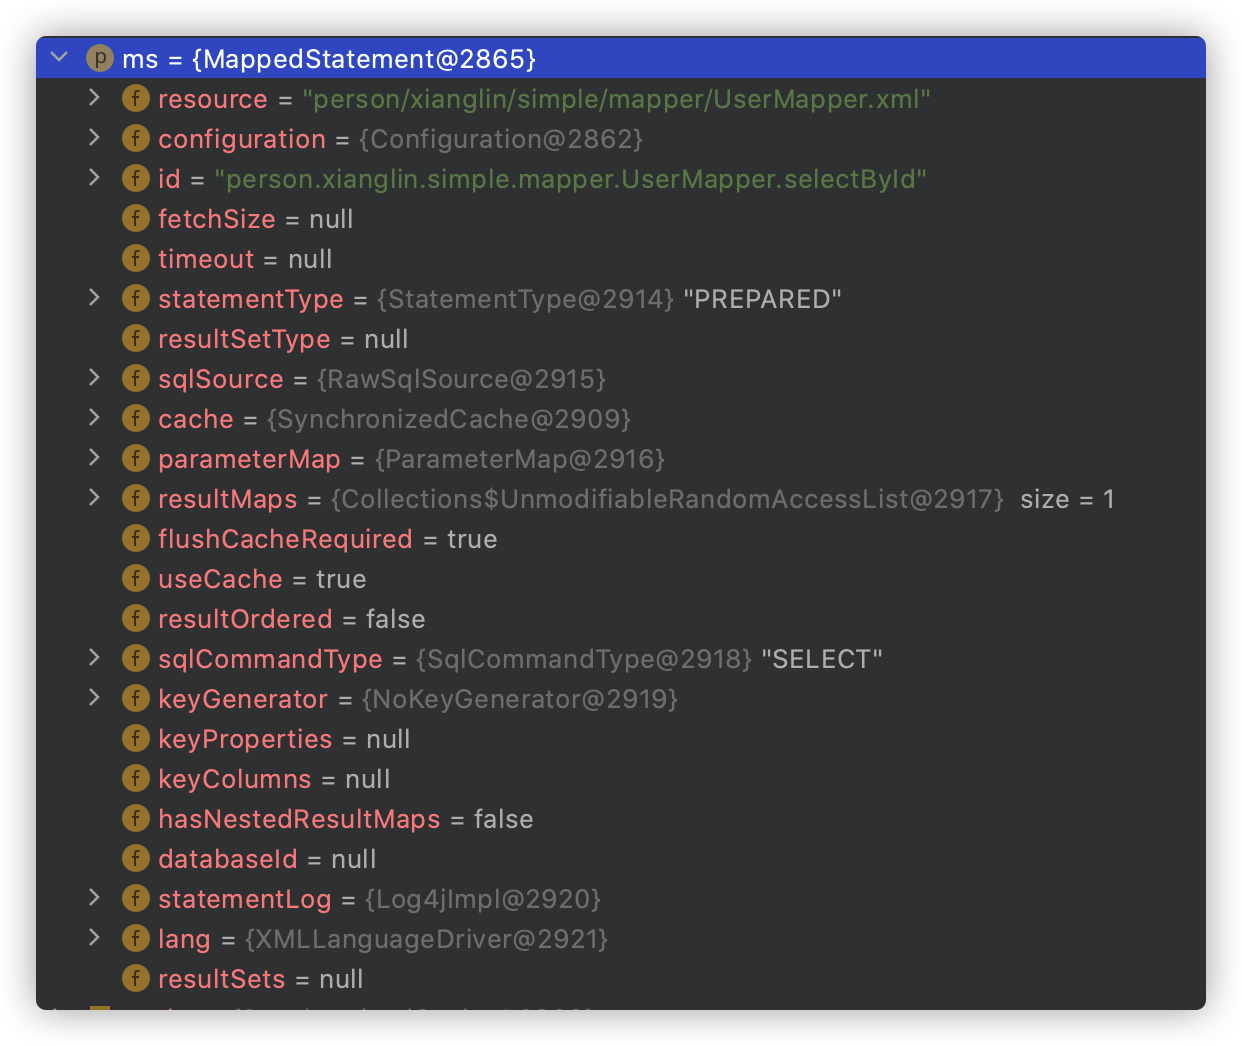 p ms = {MappedStatement@2865}
f resource = "person/xianglin/simple/mapper/UserMapper.xml"
f configuration = {Configuration@2862}
f id = "person.xianglin.simple.mapper.UserMapper.selectById"
f fetchSize = null
f timeout = null
f statementType = {StatementType@2914} "PREPARED"
f resultSetType = null
f sqlSource = {RawSqlSource@2915}
f cache = {SynchronizedCache@2909}
f parameterMap = {ParameterMap@2916}
f resultMaps = {Collections$UnmodifiableRandomAccessList@2917} size = 1
f flushCacheRequired = true
f useCache = true
f resultOrdered = false
f sqlCommandType = {SqlCommandType@2918} "SELECT"
f keyGenerator = {NoKeyGenerator@2919}
f keyProperties = null
f keyColumns = null
f hasNestedResultMaps = false
f databaseId = null
f statementLog = {Log4jImpl@2920}
f lang = {XMLLanguageDriver@2921}
f resultSets = null